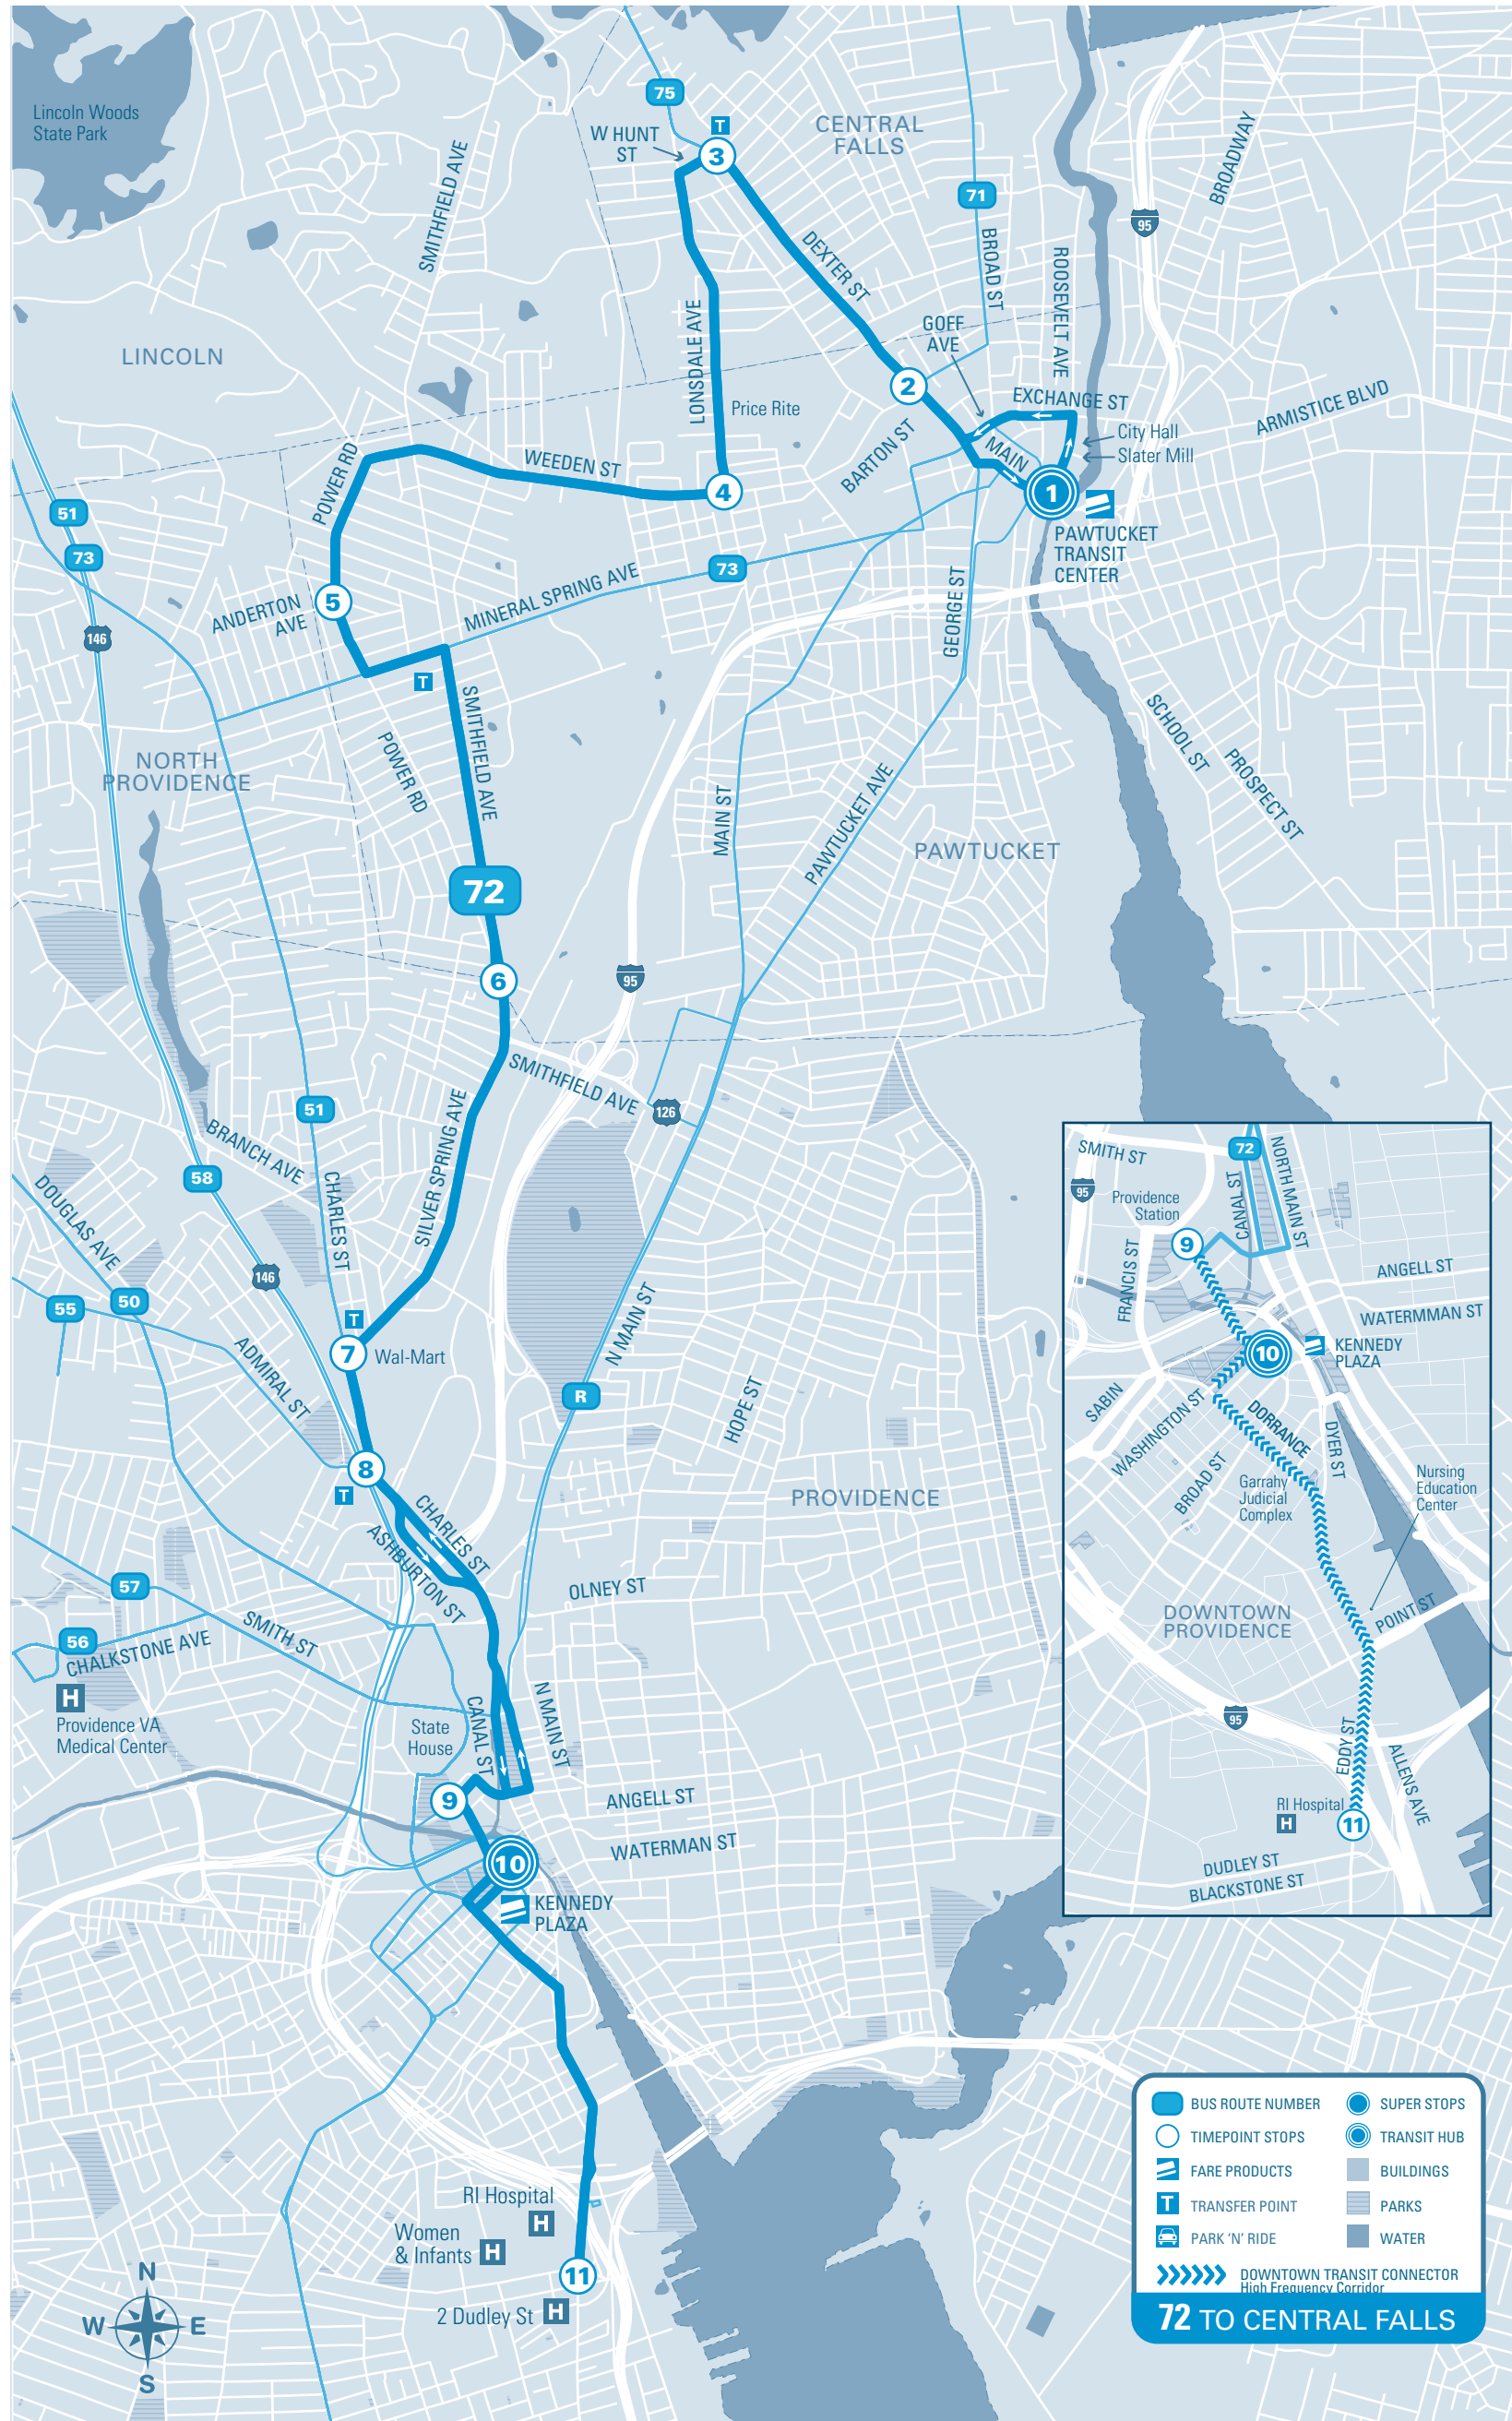 75
Lincoln Woods
State Park
T
CENTRAL
FALLS
W HUNT
ST
3
SMITHFIELD AVE
BROADWAY
71
95
DEXTER ST
BROAD ST
ROOSEVELT AVE
LONSDALE AVE
GOFF
AVE
LINCOLN
2
Price Rite
EXCHANGE ST
ARMISTICE BLVD
City Hall
Slater Mill
BARTON ST
MAIN
POWER RD
WEEDEN ST
4
1
51
PAWTUCKET
TRANSIT
CENTER
73
73
ANDERTON
AVE
5
MINERAL SPRING AVE
GEORGE ST
146
T
SMITHFIELD AVE
SCHOOL ST
NORTH
PROVIDENCE
POWER RD
PROSPECT ST
MAIN ST
PAWTUCKET AVE
PAWTUCKET
72
6
95
SMITHFIELD AVE
126
51
BRANCH AVE
SILVER SPRING AVE
58
CHARLES ST
DOUGLAS AVE
146
50
55
T
7
Wal-Mart
N MAIN ST
ADMIRAL ST
R
HOPE ST
8
T
PROVIDENCE
CHARLES ST
ASHBURTON ST
57
OLNEY ST
56
SMITH ST
CHALKSTONE AVE
H
Providence VA
Medical Center
State
House
CANAL ST
N MAIN ST
9
ANGELL ST
WATERMAN ST
10
KENNEDY
PLAZA
RI Hospital
H
Women
& Infants
H
11
2 Dudley St
H
N
W
E
S
SMITH ST
72
NORTH MAIN ST
95
Providence
Station
CANAL ST
9
FRANCIS ST
ANGELL ST
WATERMMAN ST
10
KENNEDY
PLAZA
SABIN
WASHINGTON ST
DORRANCE
DYER ST
BROAD ST
Garrahy
Judicial
Complex
Nursing
Education
Center
DOWNTOWN
PROVIDENCE
POINT ST
95
EDDY ST
ALLENS AVE
RI Hospital
H
11
DUDLEY ST
BLACKSTONE ST
BUS ROUTE NUMBER
SUPER STOPS
TIMEPOINT STOPS
TRANSIT HUB
FARE PRODUCTS
BUILDINGS
T
TRANSFER POINT
PARKS
PARK 'N' RIDE
WATER
DOWNTOWN TRANSIT CONNECTOR
High Frequency Corridor
72 TO CENTRAL FALLS